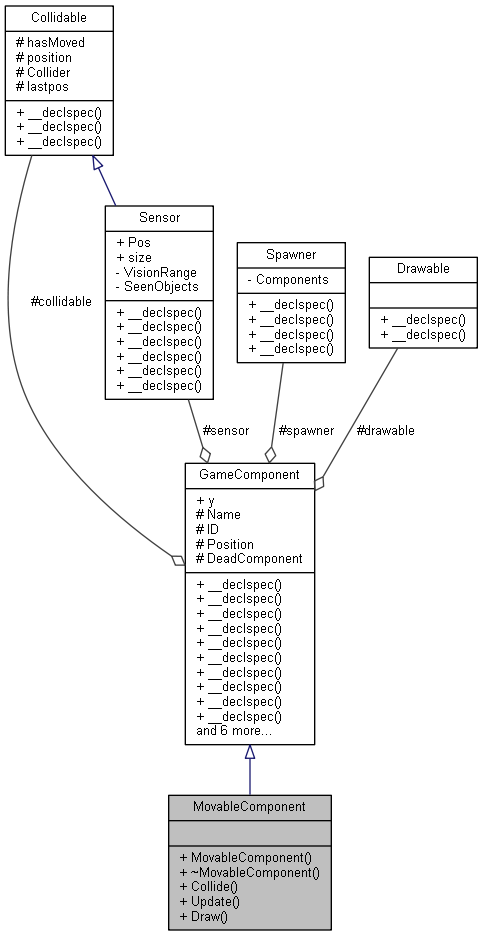 Collidable
# hasMoved
# position
# Collider
# lastpos
+ __declspec()
+ __declspec()
+ __declspec()
Sensor
+ Pos
+ size
- VisionRange
- SeenObjects
+ __declspec()
+ __declspec()
+ __declspec()
+ __declspec()
+ __declspec()
+ __declspec()
Spawner
- Components
+ __declspec()
+ __declspec()
+ __declspec()
+ __declspec()
Drawable
+ __declspec()
+ __declspec()
#collidable
#sensor
#spawner
#drawable
GameComponent
+ y
# Name
# ID
# Position
# DeadComponent
+ __declspec()
+ __declspec()
+ __declspec()
+ __declspec()
+ __declspec()
+ __declspec()
+ __declspec()
+ __declspec()
+ __declspec()
+ __declspec()
and 6 more...
MovableComponent
+ MovableComponent()
+ ~MovableComponent()
+ Collide()
+ Update()
+ Draw()